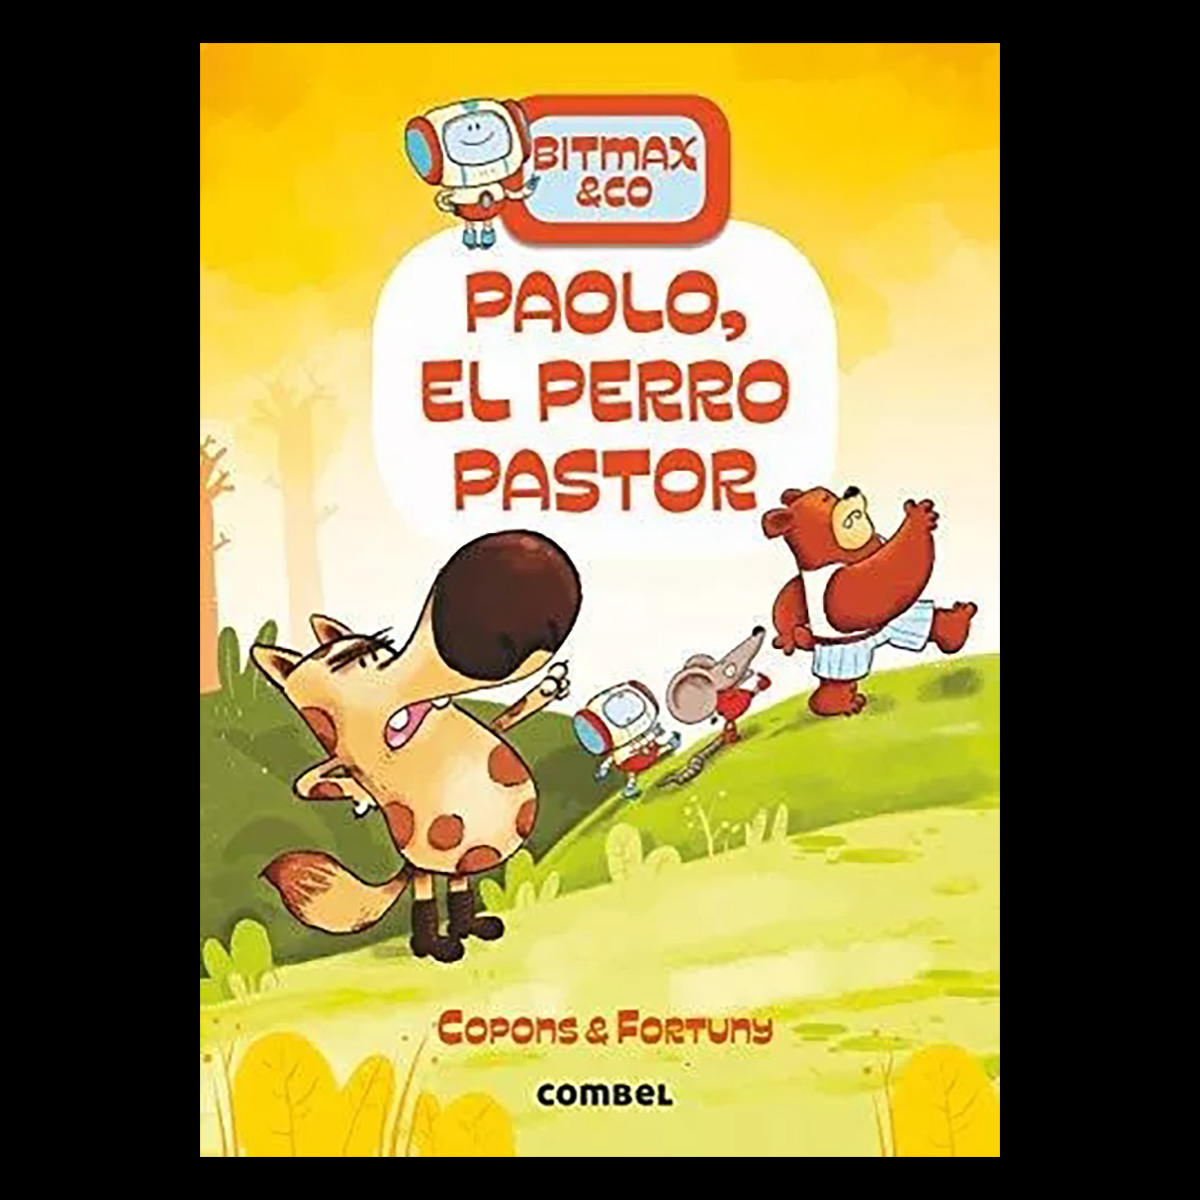 BITMAX
&CO
PAOLO,
EL PERRO
PASTOR
COPONS & FORTUNY
COMBEL